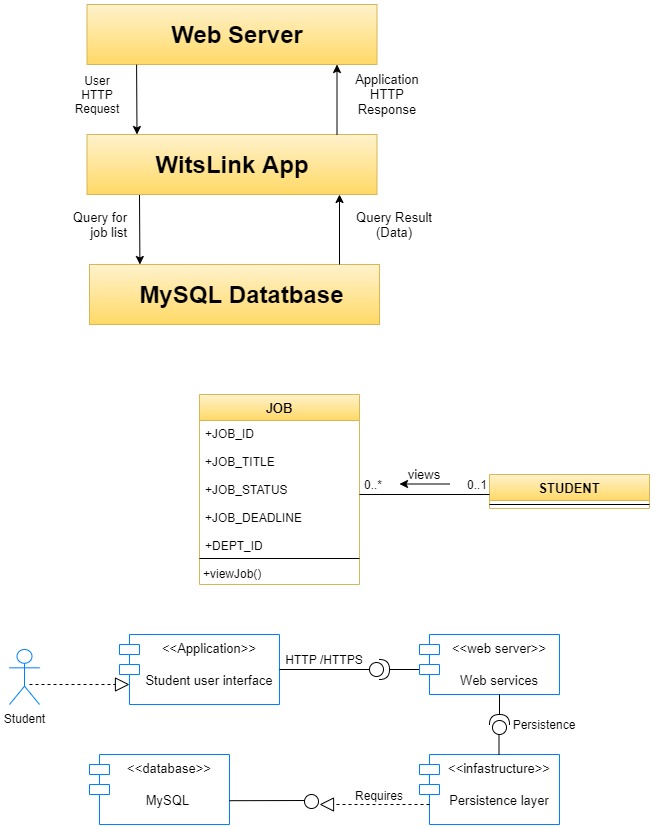 Web Server
User
HTTP
Request
Application
HTTP
Response
WitsLink App
Query for
job list
Query Result
(Data)
MySQL Datatbase
JOB
+JOB_ID
+JOB_TITLE
+JOB_STATUS
+JOB_DEADLINE
+DEPT_ID
+viewJob()
0..*
views
0..1
STUDENT
Student
<<Application>>
Student user interface
HTTP /HTTPS
<<web server>>
Web services
Persistence
<<database>>
MySQL
Requires
<<infastructure>>
Persistence layer